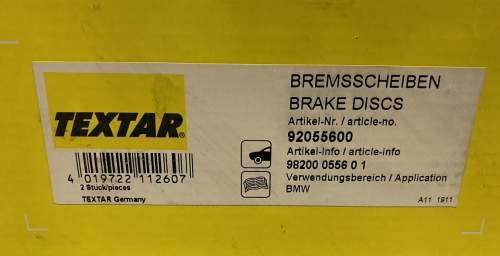 TEXTAR®
4 019722 112607
2 Stück/pieces
TEXTAR Germany
BREMSSCHEIBEN
BRAKE DISCS
Artikel-Nr. / article-no.
92055600
Artikel-Info / article-info
98200 0556 0 1
Verwendungsbereich / Application
BMW
A11 1911